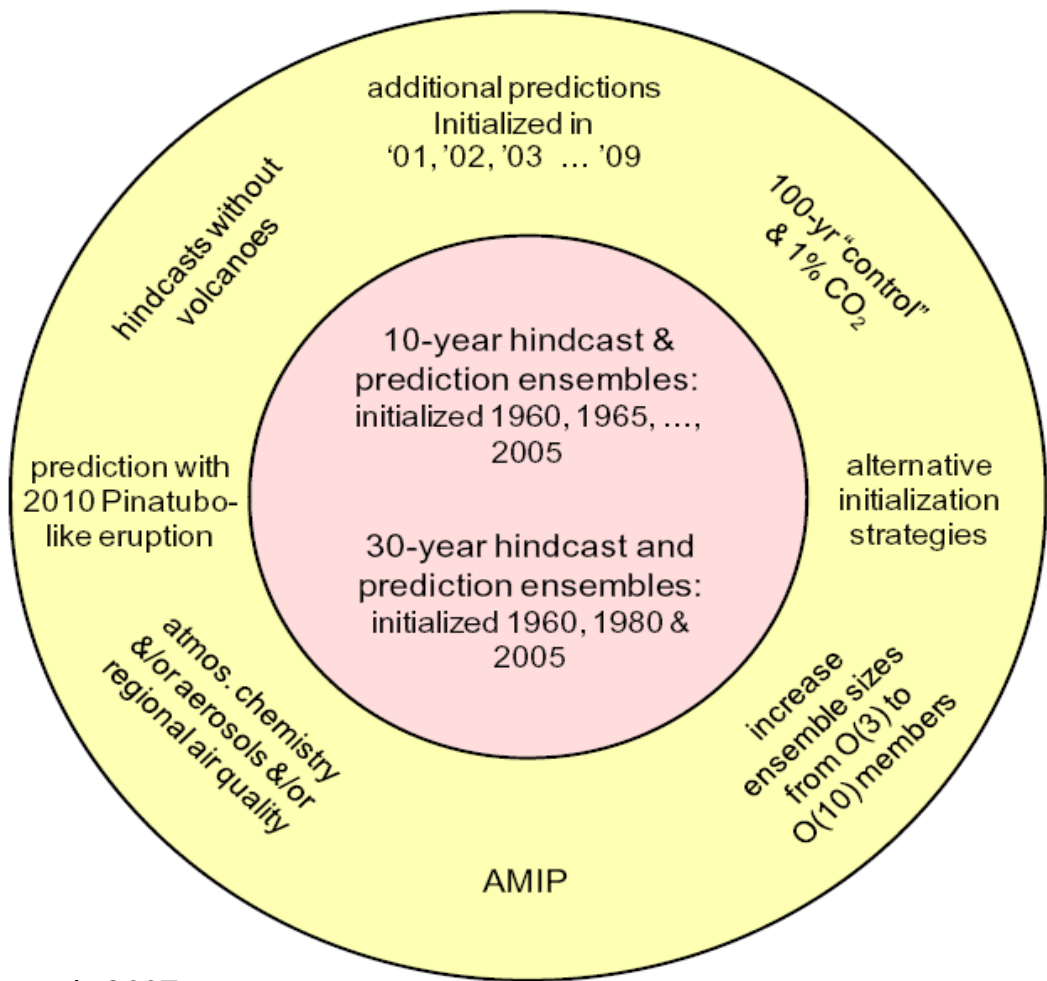 additional predictions
Initialized in
‘01, ’02, ’03 … ’09
hindcasts without
volcanoes
100-yr “control”
& 1% CO₂
10-year hindcast &
prediction ensembles:
initialized 1960, 1965, …,
2005
prediction with
2010 Pinatubo-
like eruption
alternative
initialization
strategies
30-year hindcast and
prediction ensembles:
initialized 1960, 1980 &
2005
atmos. chemistry
&/or aerosols &/or
regional air quality
increase
ensemble sizes
from O(3) to
O(10) members
AMIP